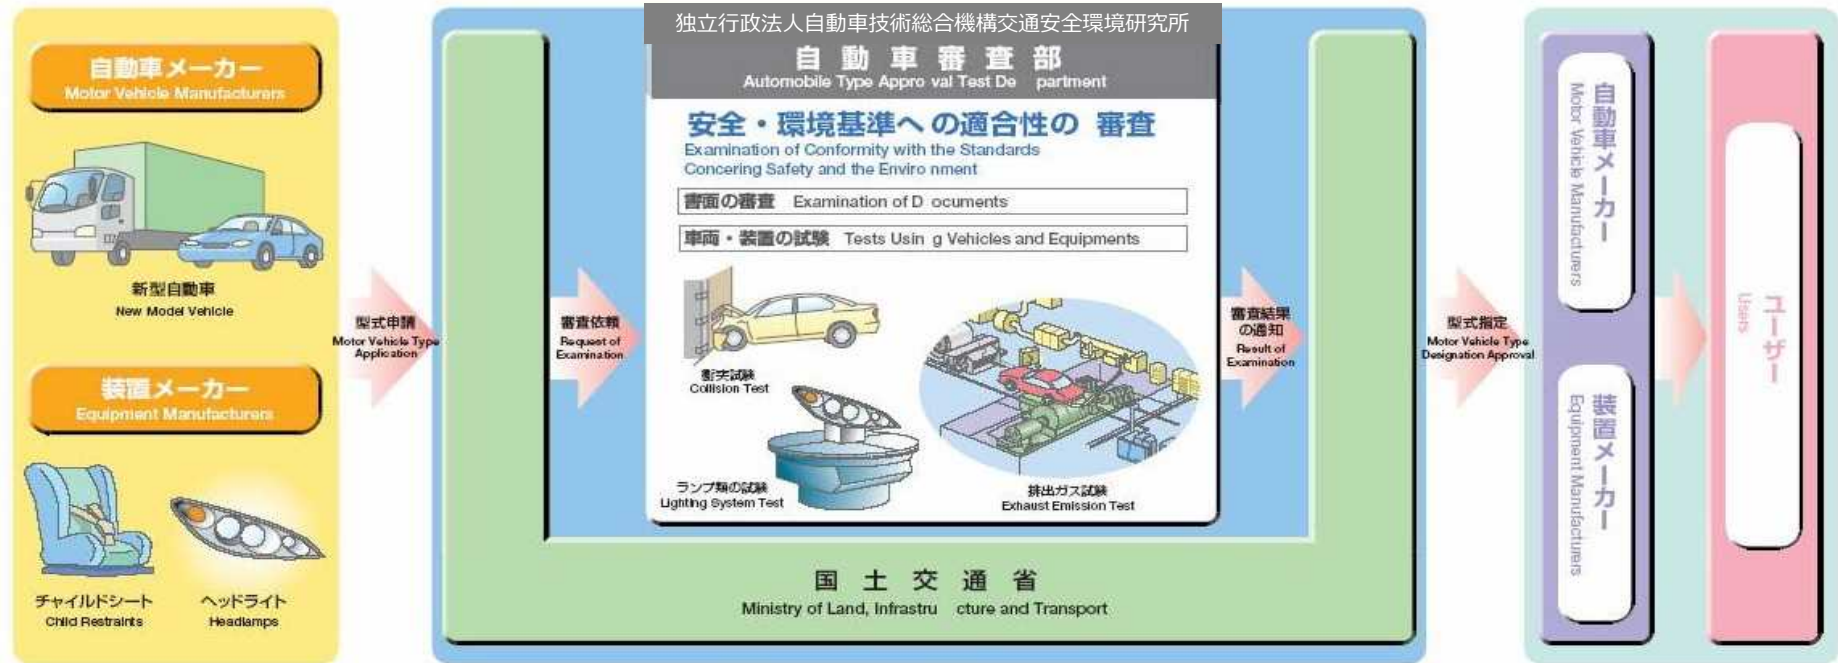 自動車メーカー
Motor Vehicle Manufacturers
新型自動車
New Model Vehicle
装置メーカー
Equipment Manufacturers
チャイルドシート
Child Restraints
ヘッドライト
Headlamps
型式申請
Motor Vehicle Type
Application
審査依頼
Request of
Examination
独立行政法人自動車技術総合機構交通安全環境研究所
自動車審査部
Automobile Type Appro val Test De partment
安全・環境基準への適合性の 審査
Examination of Conformity with the Standards
Concering Safety and the Enviro nment
書面の審査 Examination of D ocuments
車両・装置の試験 Tests Usin g Vehicles and Equipments
衝突試験
Collision Test
ランプ類の試験
Lighting System Test
排出ガス試験
Exhaust Emission Test
国土交通省
Ministry of Land, Infrastru cture and Transport
審査結果
の通知
Result of
Examination
型式指定
Motor Vehicle Type
Designation Approval
自動車メーカー
Motor Vehicle Manufacturers
装置メーカー
Equipment Manufacturers
ユーザー
Users